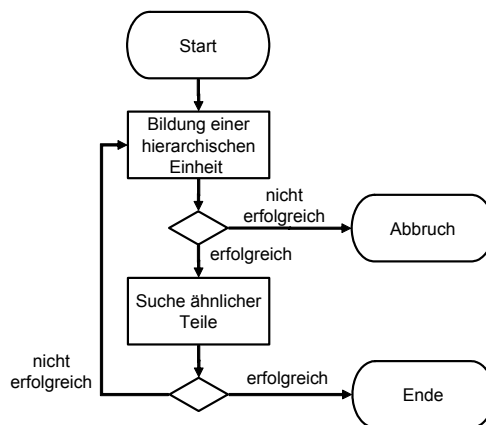 Start
Bildung einer
hierarchischen
Einheit
nicht
erfolgreich
Abbruch
erfolgreich
Suche ähnlicher
Teile
nicht
erfolgreich
erfolgreich
Ende